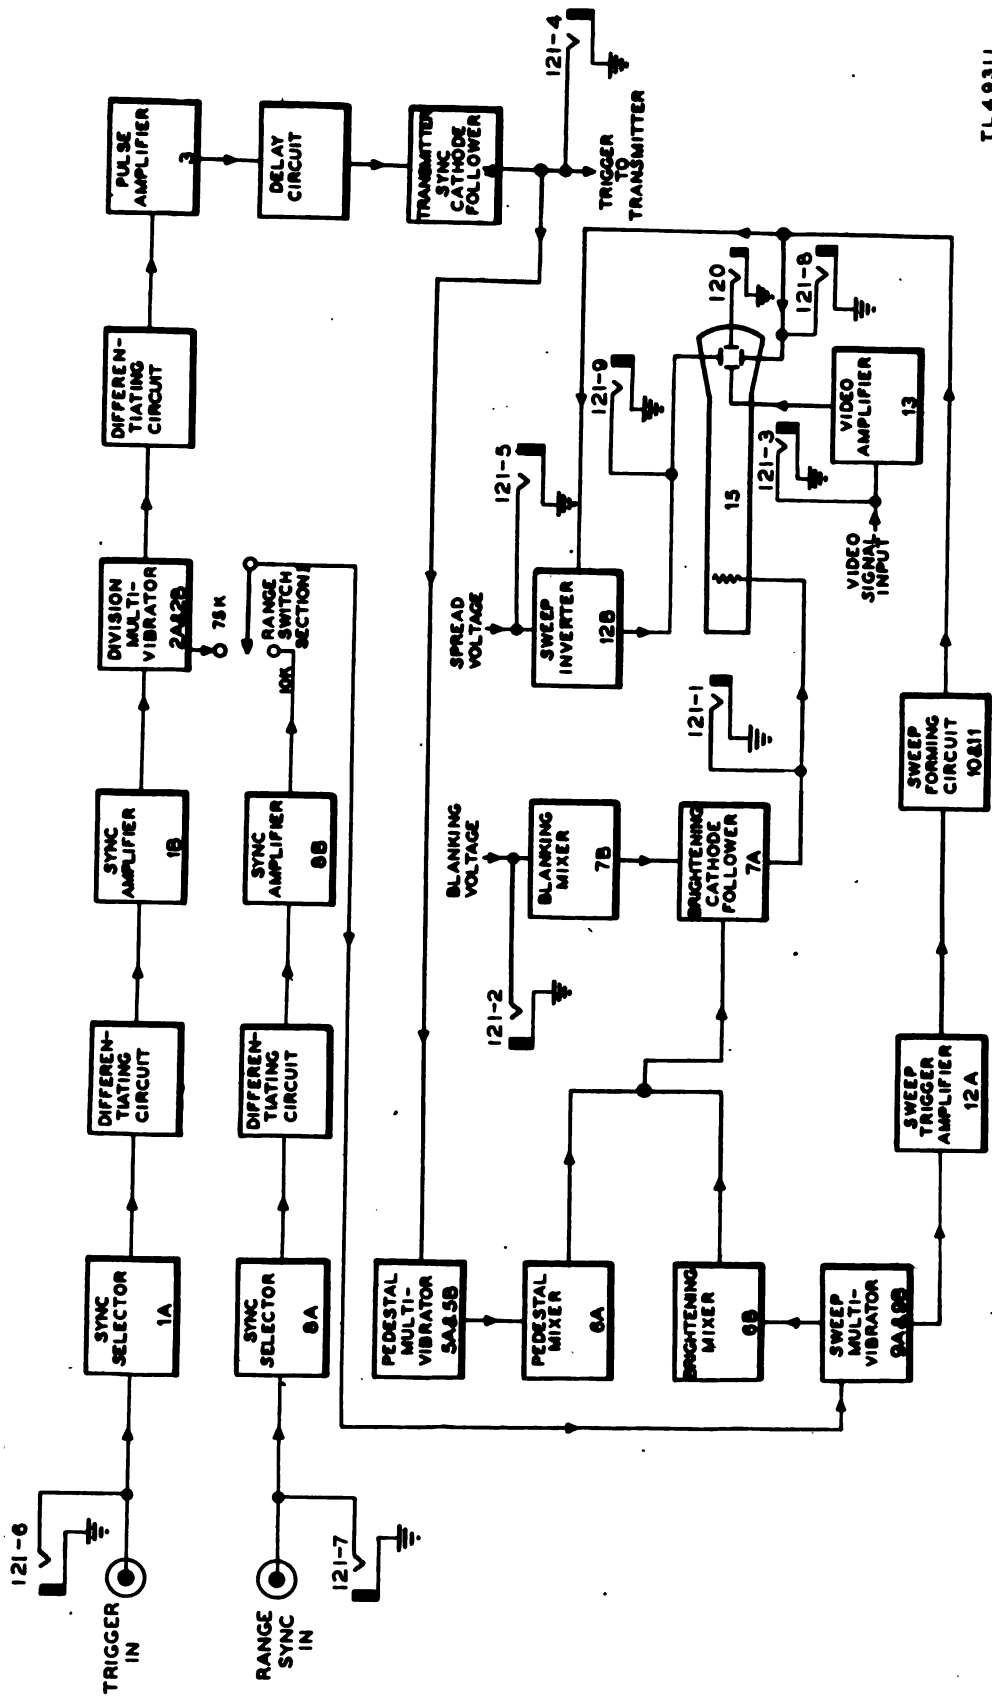 121-6
TRIGGER
IN
SYNC
SELECTOR
1A
DIFFEREN-
TIATING
CIRCUIT
SYNC
AMPLIFIER
1B
DIVISION
MULTI-
VIBRATOR
2A&2B
75K
DIFFEREN-
TIATING
CIRCUIT
PULSE
AMPLIFIER
3
DELAY
CIRCUIT
TRANSMITTER
SYNC
CATHODE
FOLLOWER
121-4
TRIGGER
TO
TRANSMITTER
RANGE
SYNC
IN
121-7
SYNC
SELECTOR
8A
DIFFEREN-
TIATING
CIRCUIT
SYNC
AMPLIFIER
8B
10K
RANGE
SWITCH
SECTION 2
PEDESTAL
MULTI-
VIBRATOR
5A&5B
PEDESTAL
MIXER
6A
BRIGHTENING
MIXER
6B
SWEEP
MULTI-
VIBRATOR
9A&9B
121-2
BLANKING
VOLTAGE
BLANKING
MIXER
7B
BRIGHTENING
CATHODE
FOLLOWER
7A
121-1
SPREAD
VOLTAGE
121-5
SWEEP
INVERTER
12B
121-9
15
120
121-8
121-3
VIDEO
AMPLIFIER
13
VIDEO
SIGNAL
INPUT
SWEEP
TRIGGER
AMPLIFIER
12A
SWEEP
FORMING
CIRCUIT
10&11
TL49311